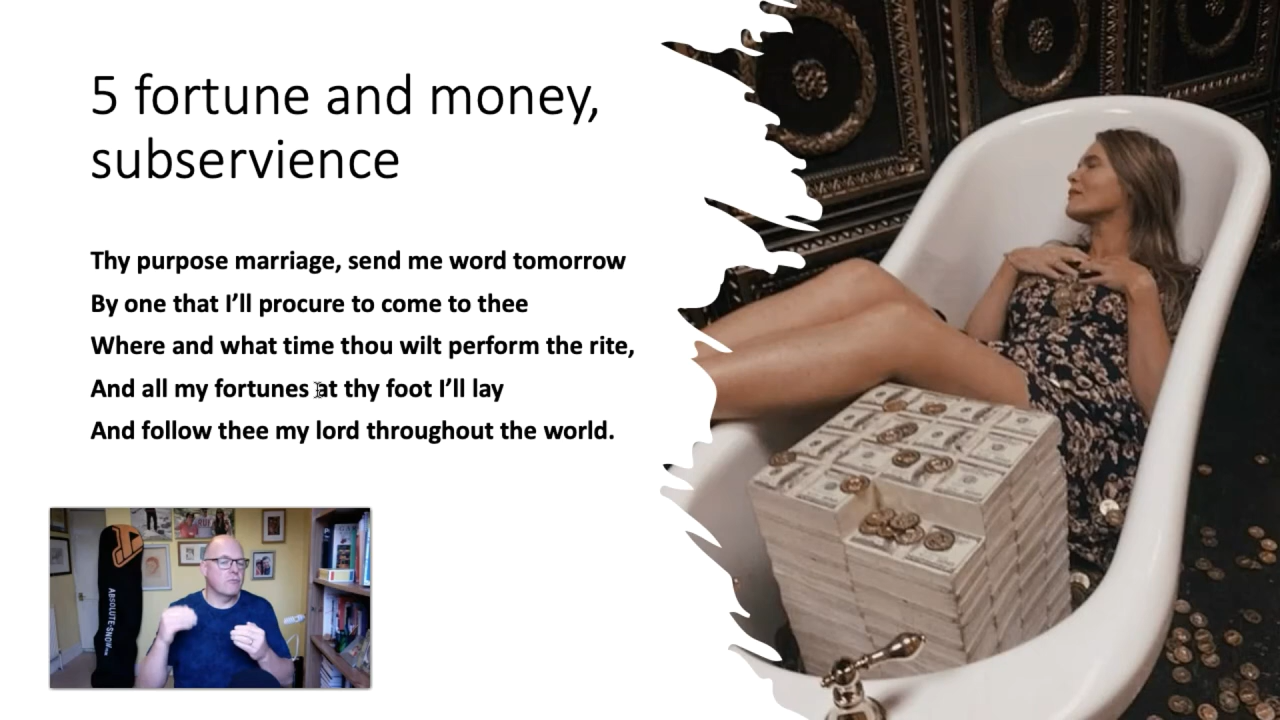 5 fortune and money,
subservience
Thy purpose marriage, send me word tomorrow
By one that I’ll procure to come to thee
Where and what time thou wilt perform the rite,
And all my fortunes at thy foot I’ll lay
And follow thee my lord throughout the world.
ABSOLUTE-SNOW